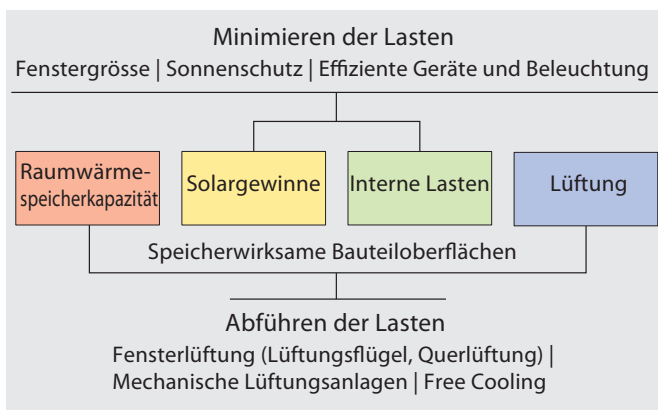 Minimieren der Lasten
Fenstergrösse | Sonnenschutz | Effiziente Geräte und Beleuchtung
Raumwärme-
speicherkapazität
Solargewinne
Interne Lasten
Lüftung
Speicherwirksame Bauteiloberflächen
Abführen der Lasten
Fensterlüftung (Lüftungsflügel, Querlüftung) |
Mechanische Lüftungsanlagen | Free Cooling